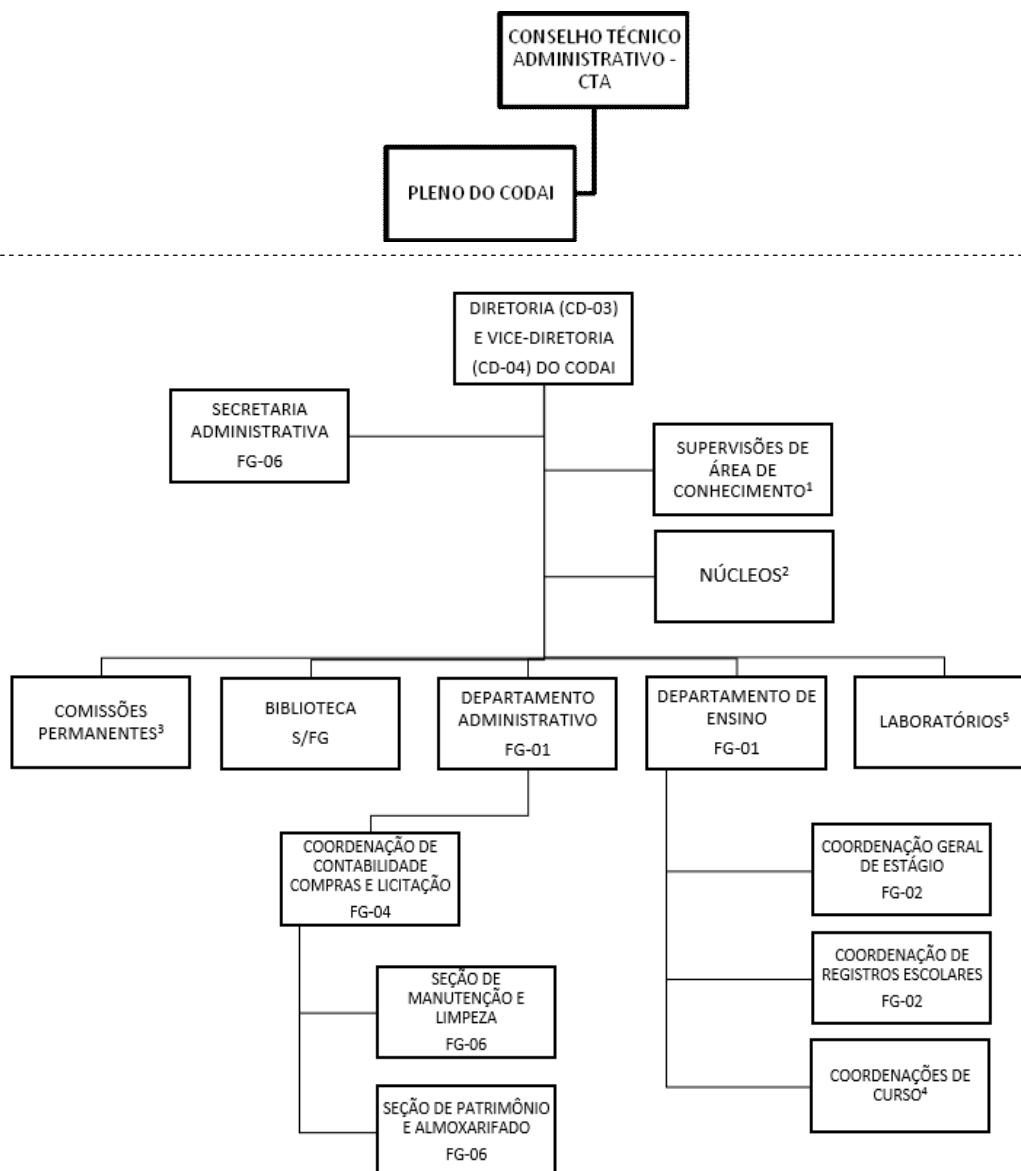 CONSELHO TÉCNICO
ADMINISTRATIVO -
CTA
PLENO DO CODAI
DIRETORIA (CD-03)
E VICE-DIRETORIA
(CD-04) DO CODAI
SECRETARIA
ADMINISTRATIVA
FG-06
SUPERVISÕES DE
ÁREA DE
CONHECIMENTO¹
NÚCLEOS²
COMISSÕES
PERMANENTES³
BIBLIOTECA
S/FG
DEPARTAMENTO
ADMINISTRATIVO
FG-01
DEPARTAMENTO DE
ENSINO
FG-01
LABORATÓRIOS⁵
COORDENAÇÃO DE
CONTABILIDADE
COMPRAS E LICITAÇÃO
FG-04
SEÇÃO DE
MANUTENÇÃO E
LIMPEZA
FG-06
SEÇÃO DE PATRIMÔNIO
E ALMOXARIFADO
FG-06
COORDENAÇÃO GERAL
DE ESTÁGIO
FG-02
COORDENAÇÃO DE
REGISTROS ESCOLARES
FG-02
COORDENAÇÕES DE
CURSO⁴